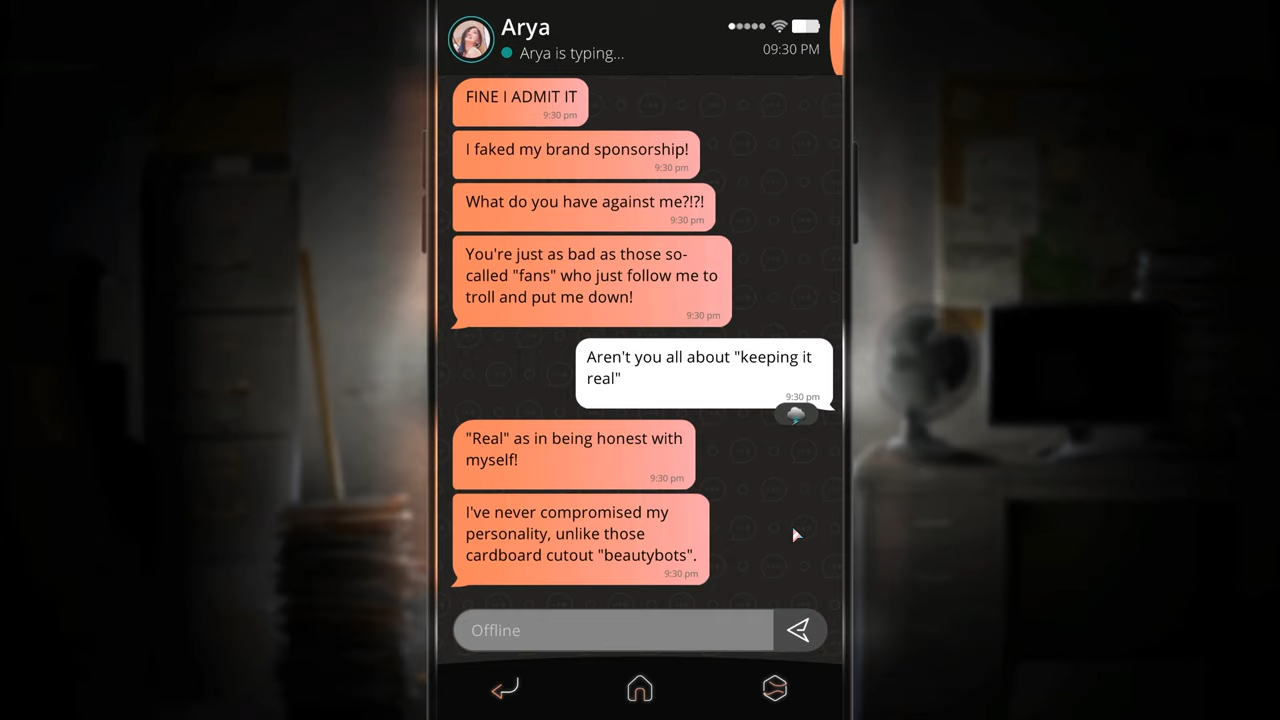 Arya
Arya is typing...
09:30 PM
FINE I ADMIT IT
9:30 pm
I faked my brand sponsorship!
9:30 pm
What do you have against me?!?!
9:30 pm
You're just as bad as those so-
called "fans" who just follow me to
troll and put me down!
9:30 pm
Aren't you all about "keeping it
real"
9:30 pm
"Real" as in being honest with
myself!
9:30 pm
I've never compromised my
personality, unlike those
cardboard cutout "beautybots".
9:30 pm
Offline